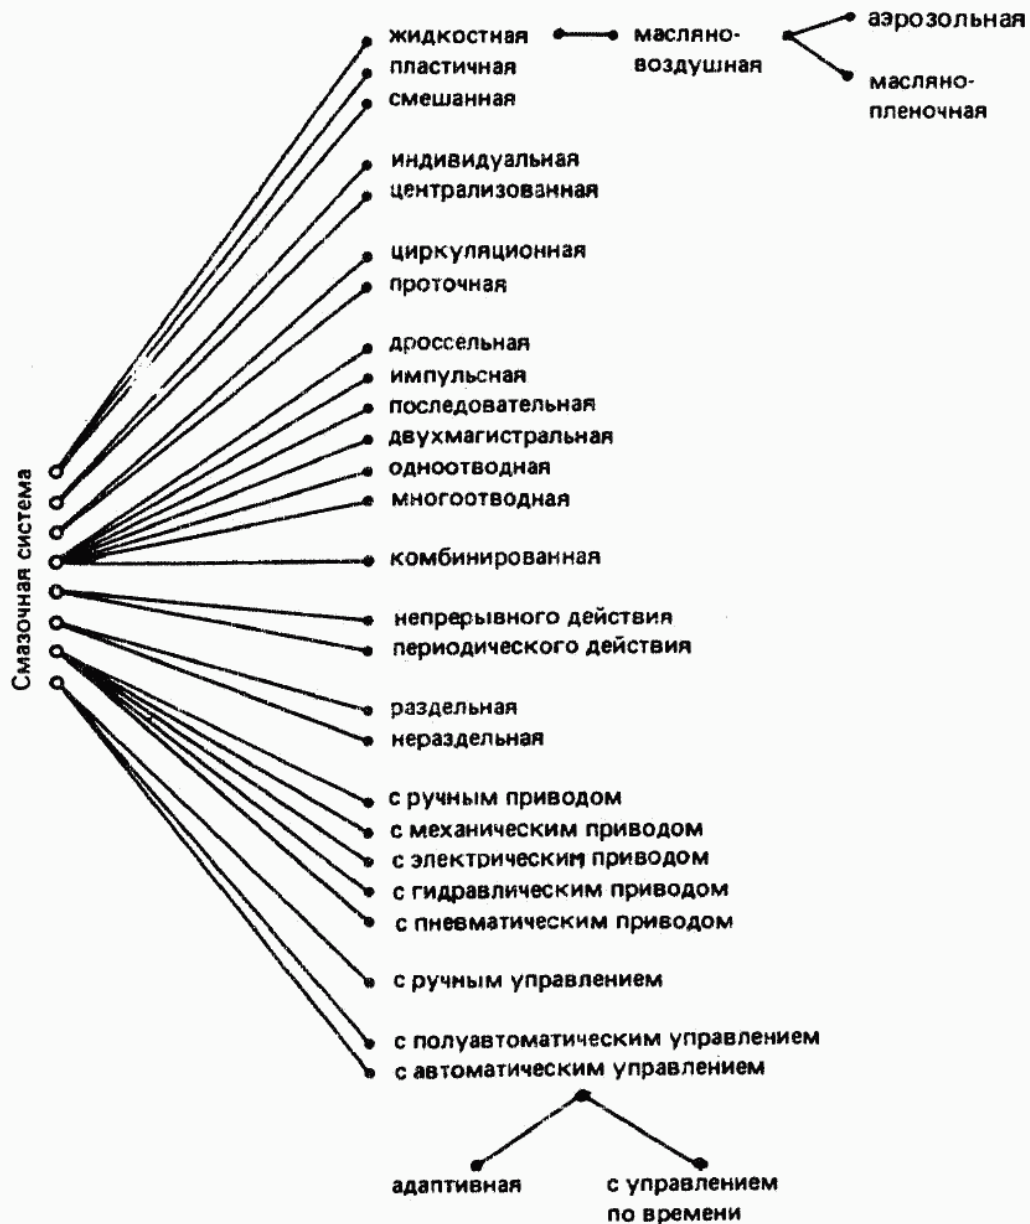 жидкостная
масляно-
воздушная
аэрозольная
масляно-
пленочная
пластичная
смешанная
индивидуальная
централизованная
циркуляционная
проточная
дроссельная
импульсная
последовательная
двухмагистральная
одноотводная
многоотводная
комбинированная
Смазочная система
непрерывного действия
периодического действия
раздельная
нераздельная
с ручным приводом
с механическим приводом
с электрическим приводом
с гидравлическим приводом
с пневматическим приводом
с ручным управлением
с полуавтоматическим управлением
с автоматическим управлением
адаптивная
с управлением
по времени